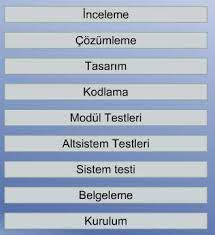 İnceleme
Çözümleme
Tasarım
Kodlama
Modül Testleri
Altsistem Testleri
Sistem testi
Belgeleme
Kurulum